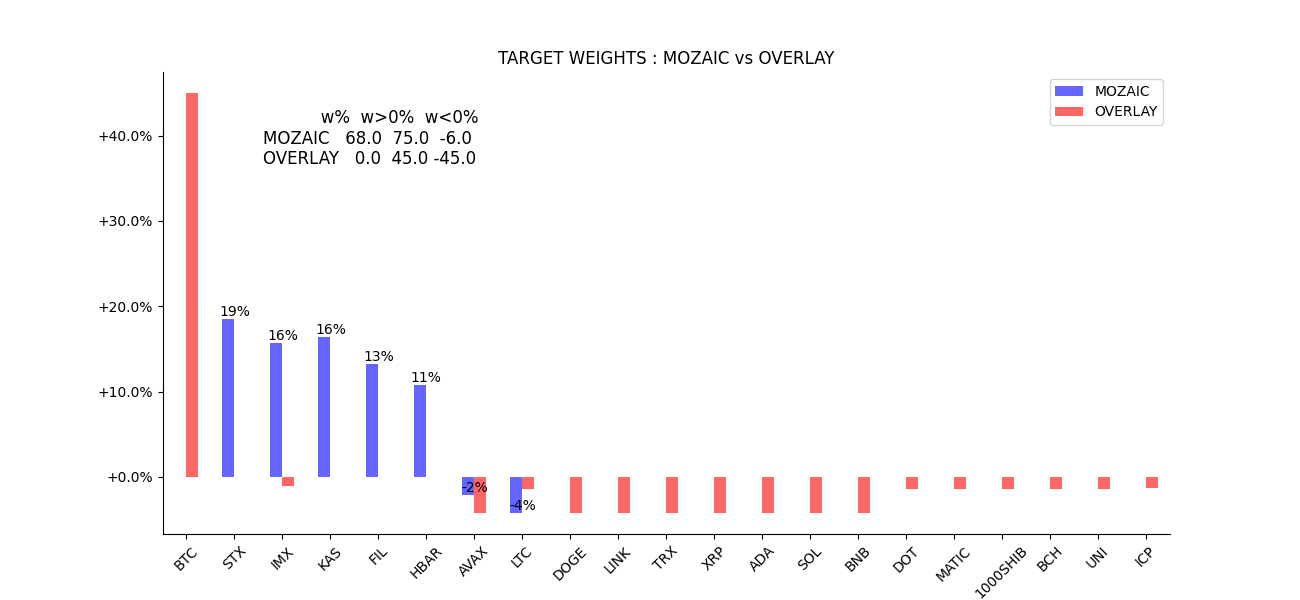 TARGET WEIGHTS : MOZAIC vs OVERLAY
MOZAIC
OVERLAY
w% w>0% w<0%
MOZAIC 68.0 75.0 -6.0
OVERLAY 0.0 45.0 -45.0
+40.0%
+30.0%
+20.0%
+10.0%
+0.0%
19%
16%
16%
13%
11%
-2%
-4%
BTC
STX
IMX
KAS
FIL
HBAR
AVAX
LTC
DOGE
LINK
TRX
XRP
ADA
SOL
BNB
DOT
MATIC
1000SHIB
BCH
UNI
ICP